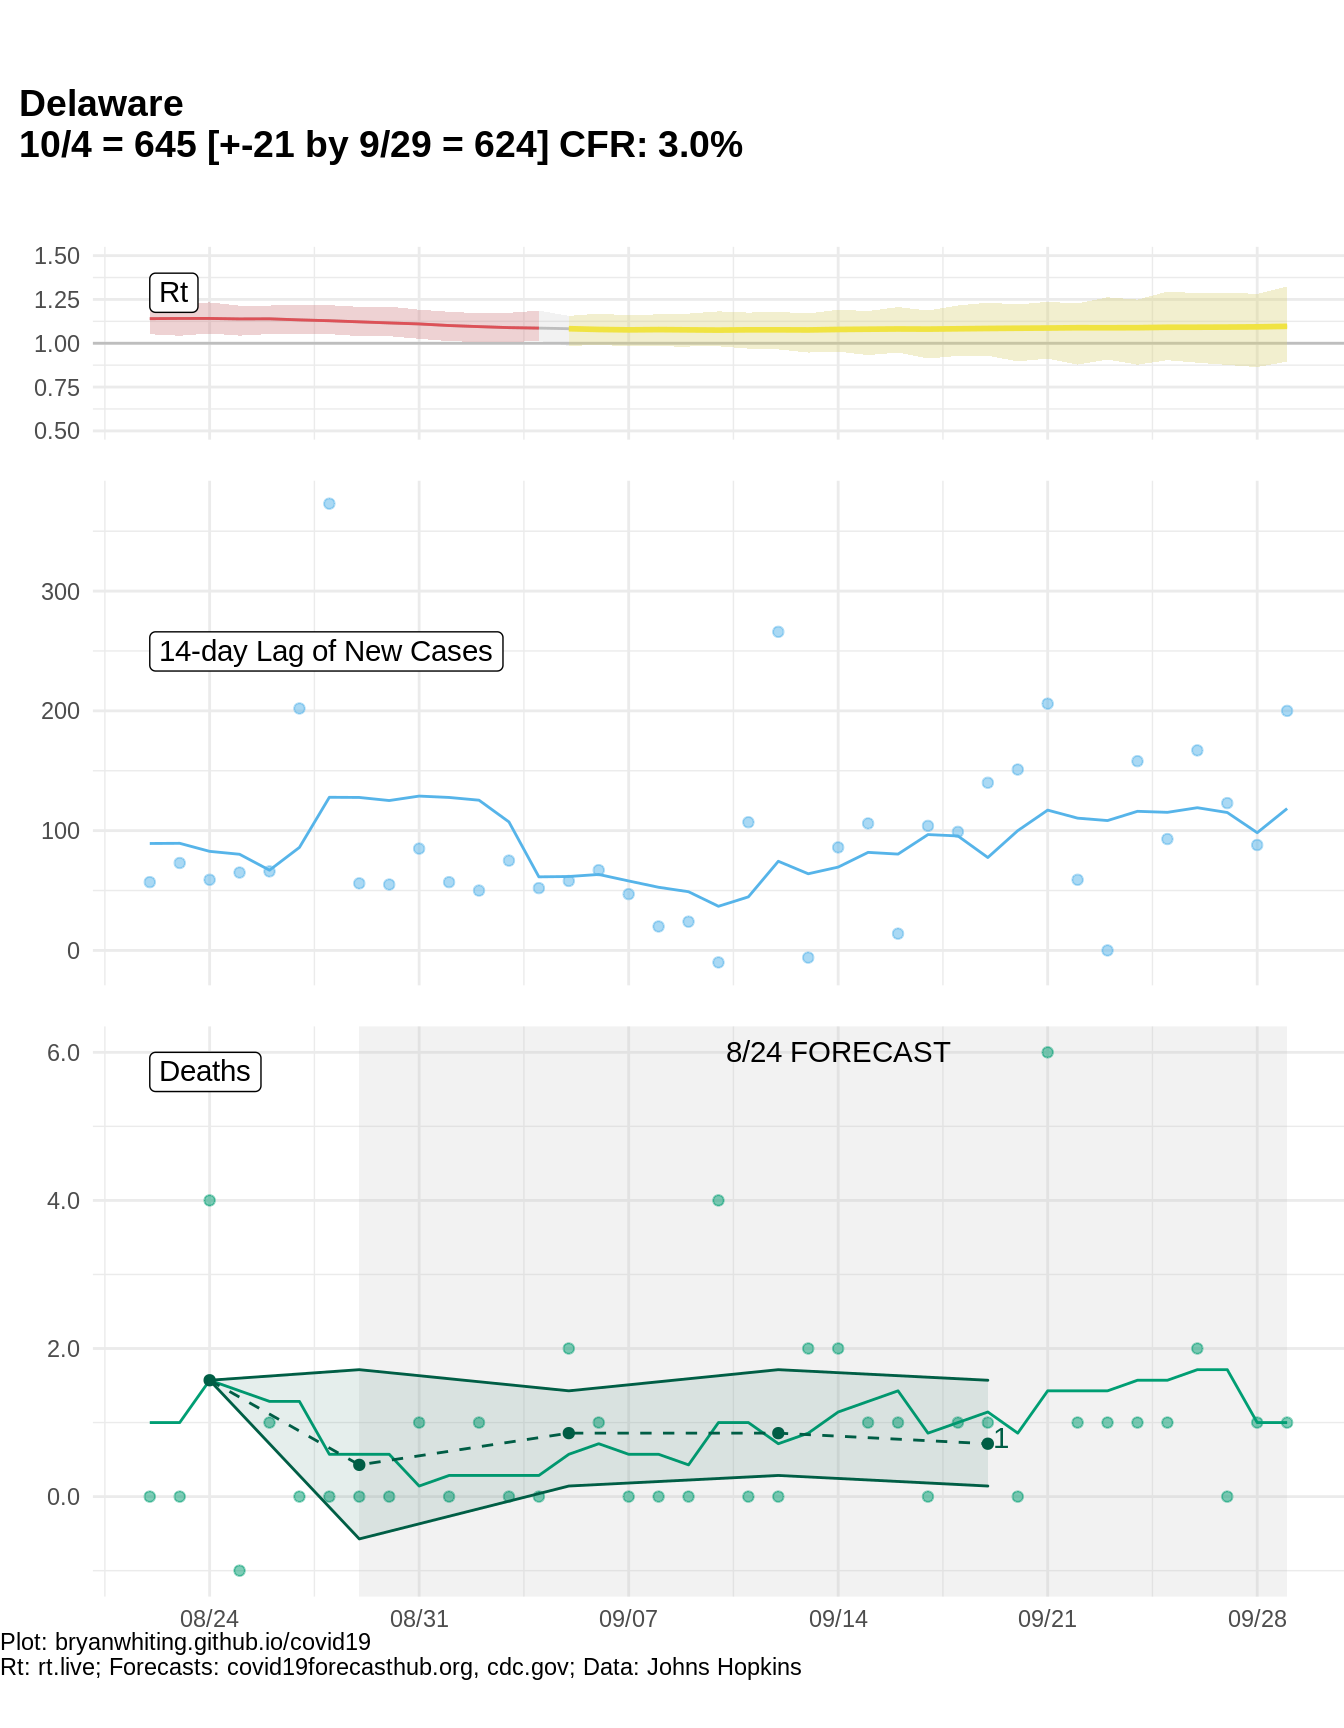 Delaware
10/4 = 645 [+-21 by 9/29 = 624] CFR: 3.0%
1.50
Rt
1.25
1.00
0.75
0.50
300
14-day Lag of New Cases
200
100
0
8/24 FORECAST
6.0
Deaths
4.0
2.0
1
0.0
08/24 08/31 09/07 09/14 09/21 09/28
Plot: bryanwhiting.github.io/covid19
Rt: rt.live; Forecasts: covid19forecasthub.org, cdc.gov; Data: Johns Hopkins